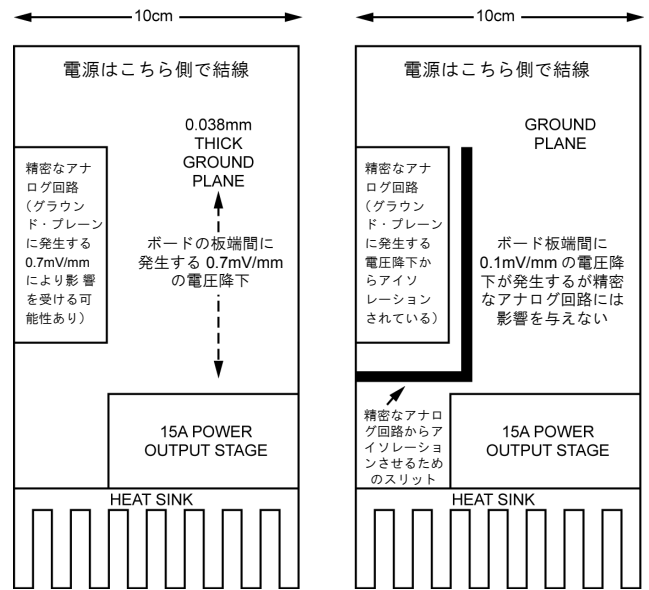 10cm
電源はこちら側で結線
0.038mm
THICK
GROUND
PLANE
精密なアナ
ログ回路
(グラウン
ド・プレーン
に発生する
0.7mV/mm
により影 響
を受ける可
能性あり)
ボードの板端間に
発生する 0.7mV/mm
の電圧降下
15A POWER
OUTPUT STAGE
HEAT SINK
10cm
電源はこちら側で結線
GROUND
PLANE
精密なアナ
ログ回路
(グラウン
ド・プレーン
に発生する
電圧降下か
らアイソ
レーション
されている)
ボード板端間に
0.1mV/mm の電圧降
下が発生するが精密
なアナログ回路には
影響を与えない
精密なアナロ
グ回路からア
イソレーショ
ンさせるため
のスリット
15A POWER
OUTPUT STAGE
HEAT SINK